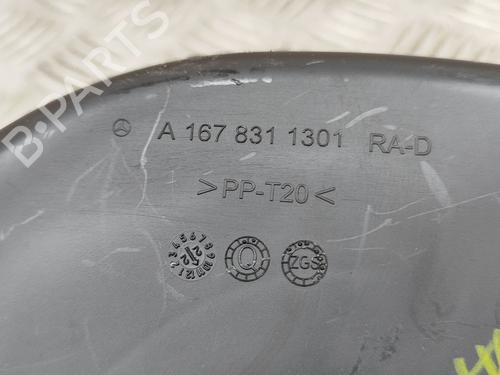 B-PARTS
A 167 831 1301 RA-D
>PP-T20<
Q
ZGS